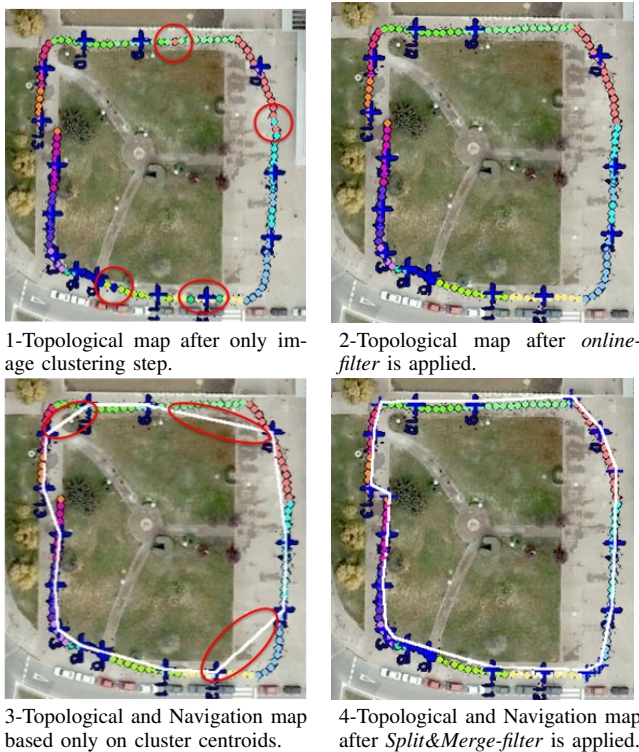 1-Topological map after only im-
age clustering step.
2-Topological map after online-
filter is applied.
3-Topological and Navigation map
based only on cluster centroids.
4-Topological and Navigation map
after Split&Merge-filter is applied.